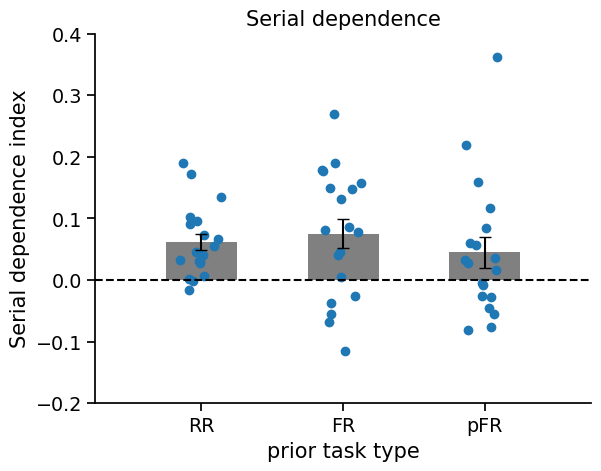 Serial dependence
0.4
0.3
0.2
0.1
0.0
−0.1
−0.2
Serial dependence index
RR
FR
pFR
prior task type